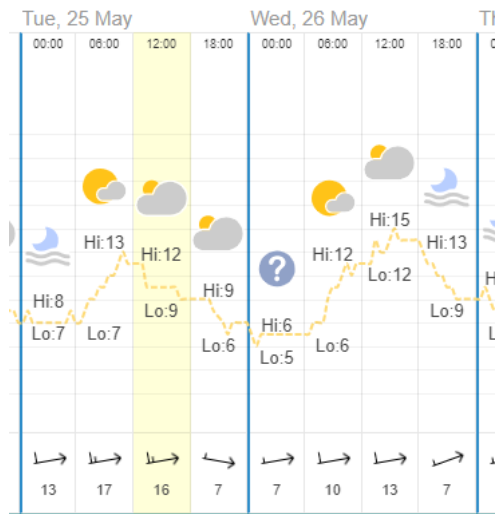 Tue, 25 May Wed, 26 May Th
00:00 06:00 12:00 18:00 00:00 06:00 12:00 18:00
Hi:15
Hi:13 Hi:12 Hi:12 Hi:13
?
Lo:12
Hi:8 Hi:9
Lo:9 Lo:9
Hi:6
Lo:7 Lo:7 Lo:6 Lo:5 Lo:6
13 17 16 7 7 10 13 7